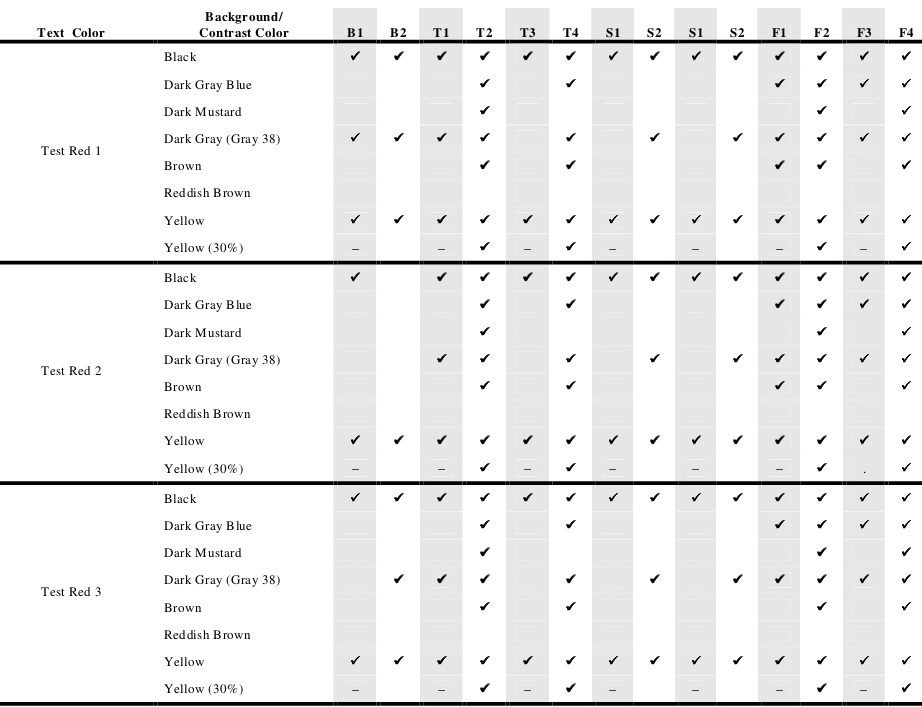 Background/
Text Color Contrast Color B1 B2 T1 T2 T3 T4 S1 S2 S1 S2 F1 F2 F3 F4
Black ✔ ✔ ✔ ✔ ✔ ✔ ✔ ✔ ✔ ✔ ✔ ✔ ✔ ✔
Dark Gray Blue ✔ ✔ ✔ ✔ ✔ ✔
Dark Mustard ✔ ✔ ✔
Dark Gray (Gray 38) ✔ ✔ ✔ ✔ ✔ ✔ ✔ ✔ ✔ ✔ ✔
Test Red 1
Brown ✔ ✔ ✔ ✔ ✔
Reddish Brown
Yellow ✔ ✔ ✔ ✔ ✔ ✔ ✔ ✔ ✔ ✔ ✔ ✔ ✔ ✔
Yellow (30%) – – ✔ – ✔ – – – ✔ – ✔
Black ✔ ✔ ✔ ✔ ✔ ✔ ✔ ✔ ✔ ✔ ✔ ✔ ✔
Dark Gray Blue ✔ ✔ ✔ ✔ ✔ ✔
Dark Mustard ✔ ✔ ✔
Dark Gray (Gray 38) ✔ ✔ ✔ ✔ ✔ ✔ ✔ ✔ ✔
Test Red 2
Brown ✔ ✔ ✔ ✔ ✔
Reddish Brown
Yellow ✔ ✔ ✔ ✔ ✔ ✔ ✔ ✔ ✔ ✔ ✔ ✔ ✔ ✔
Yellow (30%) – – ✔ – ✔ – – – ✔ . ✔
Black ✔ ✔ ✔ ✔ ✔ ✔ ✔ ✔ ✔ ✔ ✔ ✔ ✔ ✔
Dark Gray Blue ✔ ✔ ✔ ✔ ✔ ✔
Dark Mustard ✔ ✔ ✔
Dark Gray (Gray 38) ✔ ✔ ✔ ✔ ✔ ✔ ✔ ✔ ✔ ✔
Test Red 3
Brown ✔ ✔ ✔ ✔
Reddish Brown
Yellow ✔ ✔ ✔ ✔ ✔ ✔ ✔ ✔ ✔ ✔ ✔ ✔ ✔ ✔
Yellow (30%) – – ✔ – ✔ – – – ✔ – ✔